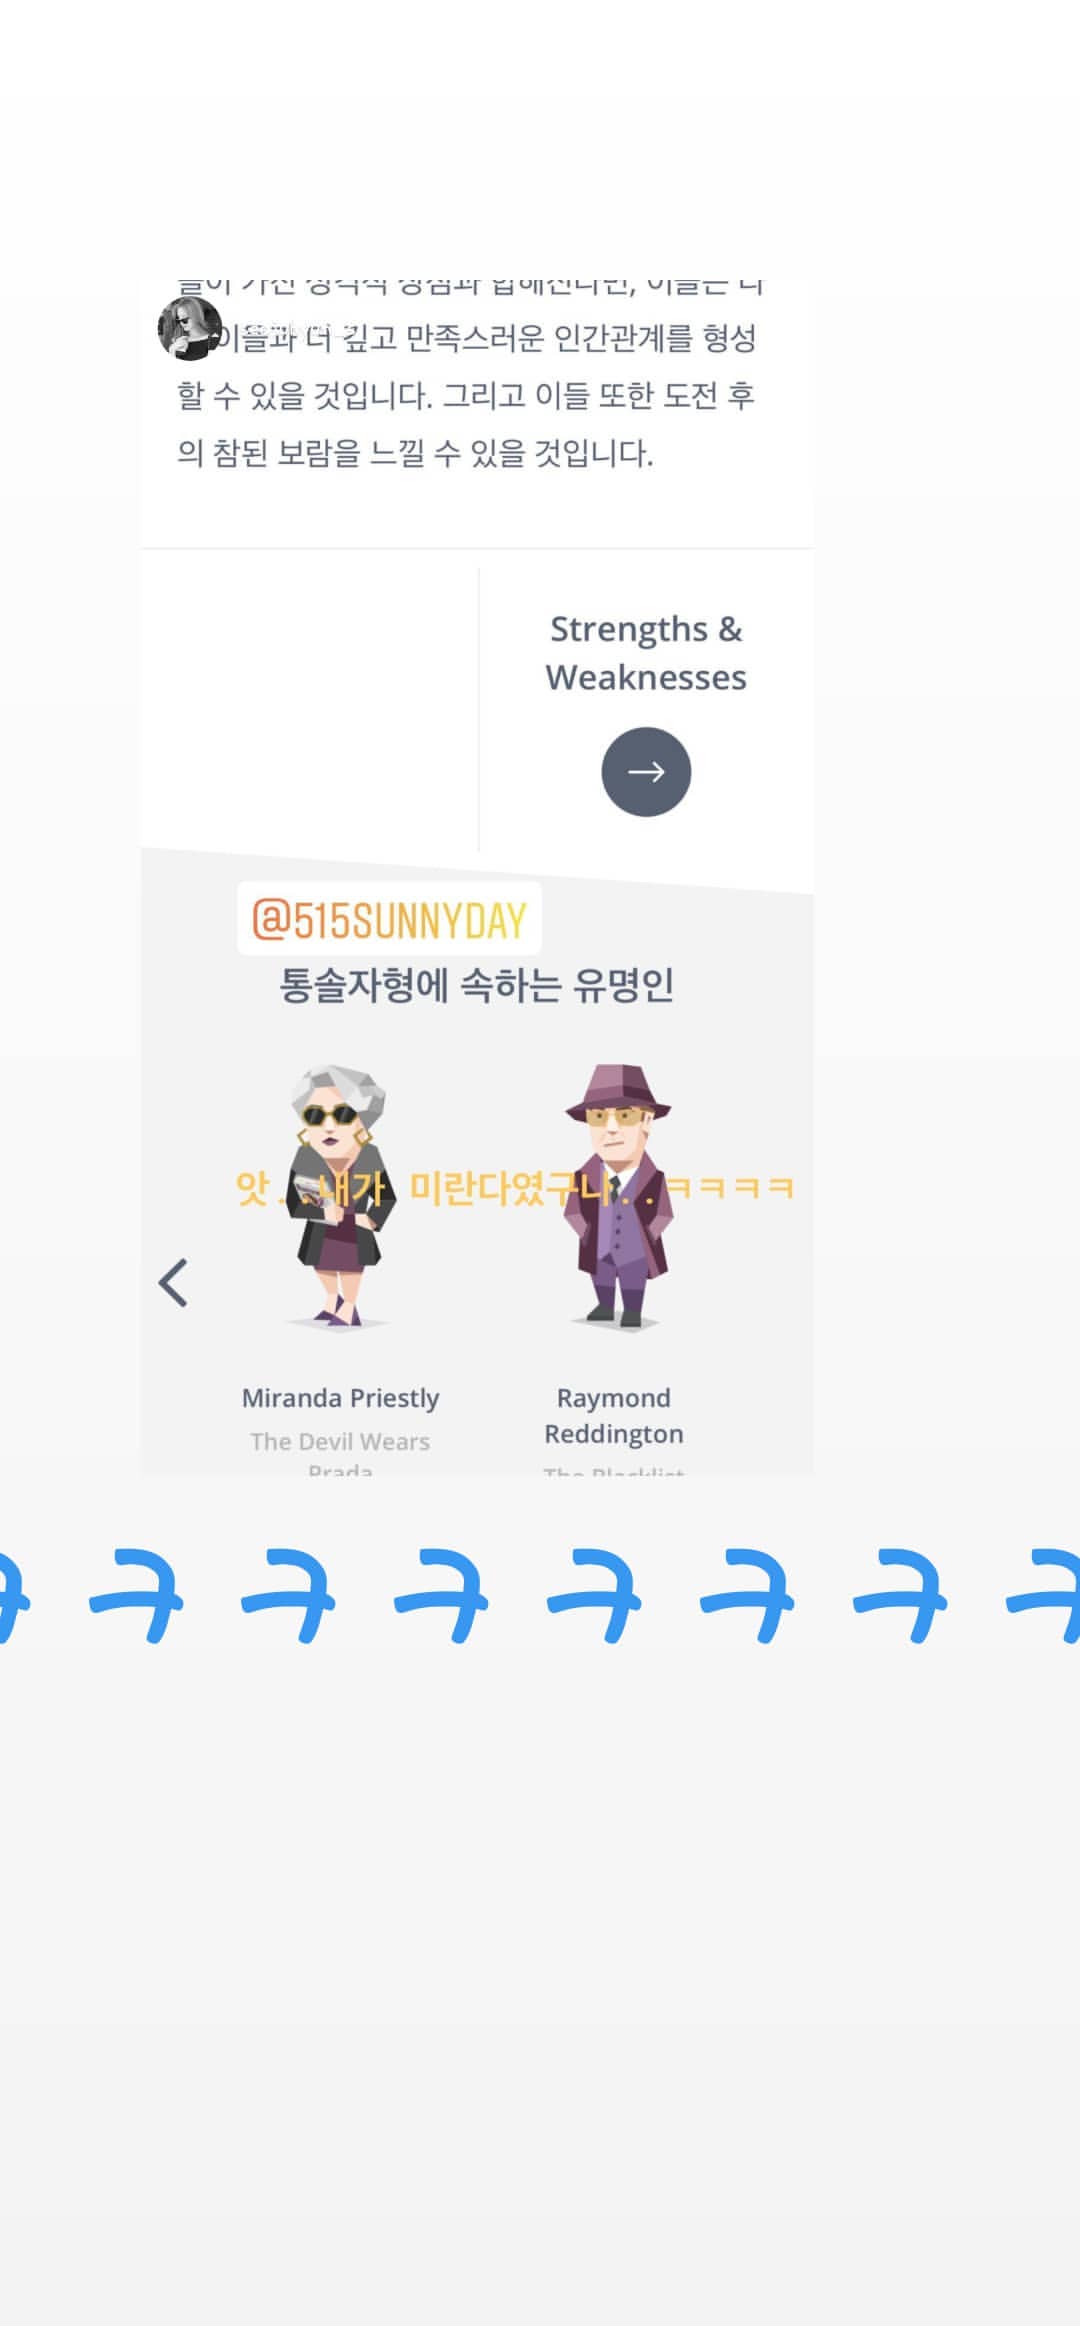 할 수 있을 것입니다. 그리고 이들 또한 도전 후
이들과 더 깊고 만족스러운 인간관계를 형성
의 참된 보람을 느낄 수 있을 것입니다.
Strengths &
Weaknesses
@515SUNNYDAY
통솔자형에 속하는 유명인
앗..내가 미란다였구나..ㅋㅋㅋㅋ
Miranda Priestly
Raymond
Reddington
The Devil Wears
Prada
The Blacklist
ㅋㅋㅋㅋㅋㅋㅋㅋ